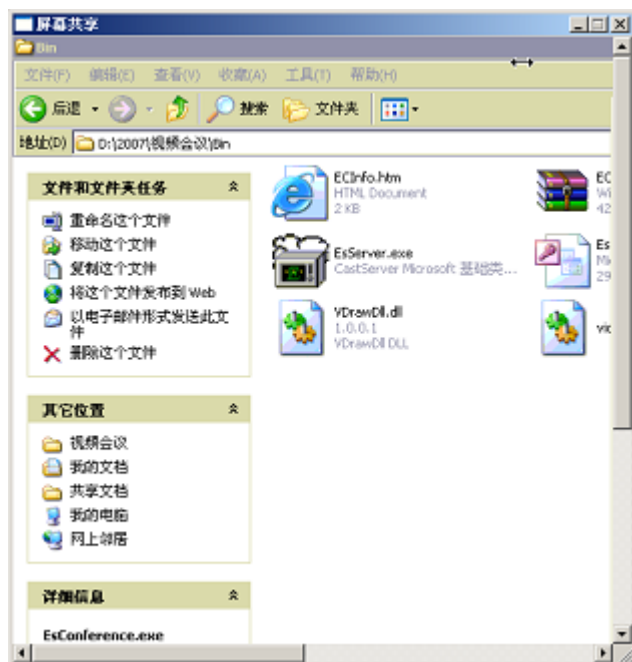 屏幕共享
Bin
文件(F) 编辑(E) 查看(V) 收藏(A) 工具(T) 帮助(H)
后退 搜索 文件夹
地址(D) D:\2007\视频会议\Bin
文件和文件夹任务
重命名这个文件
移动这个文件
复制这个文件
将这个文件发布到 Web
以电子邮件形式发送此文
件
删除这个文件
其它位置
视频会议
我的文档
共享文档
我的电脑
网上邻居
详细信息
EsConference.exe
ECInfo.htm
HTML Document
2 KB
EC
Wi
42
EsServer.exe
CastServer Microsoft 基础类...
Es
Mi
29
VDrawDll.dll
1.0.0.1
VDrawDll DLL
vic